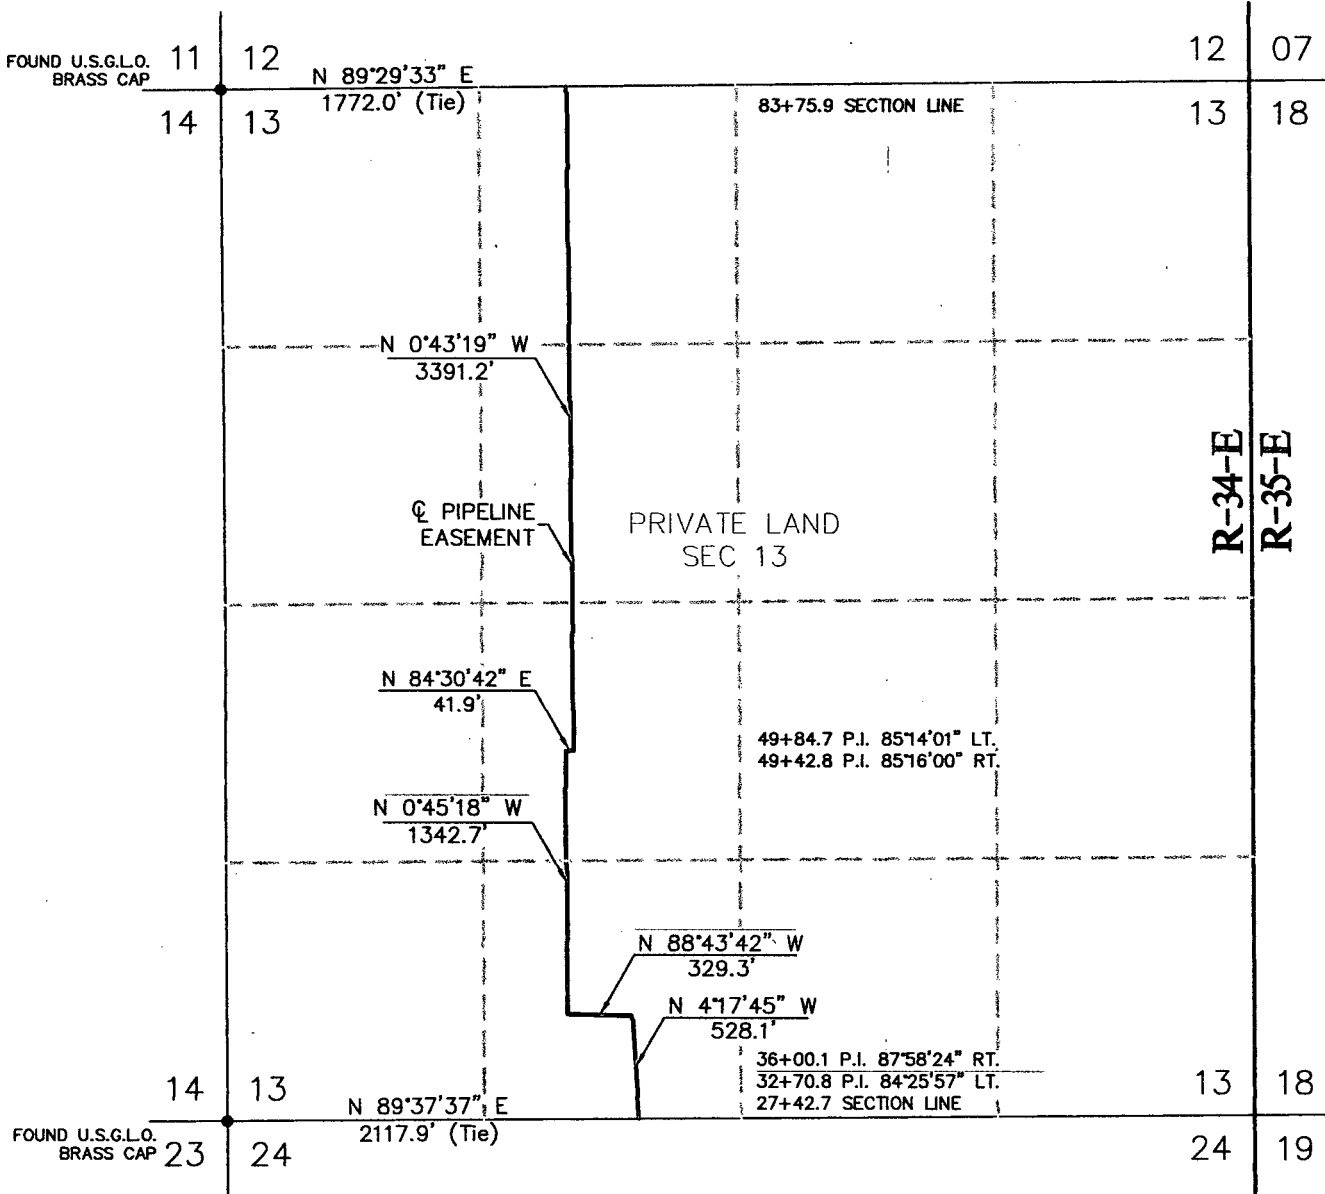 FOUND U.S.G.L.O.
BRASS CAP
11 12
14 13
N 89°29'33" E
1772.0' (Tie)
83+75.9 SECTION LINE
12 07
13 18
N 0°43'19" W
3391.2'
℄ PIPELINE
EASEMENT
PRIVATE LAND
SEC 13
R-34-E
R-35-E
N 84°30'42" E
41.9'
49+84.7 P.I. 85°14'01" LT.
49+42.8 P.I. 85°16'00" RT.
N 0°45'18" W
1342.7'
N 88°43'42" W
329.3'
N 4°17'45" W
528.1'
36+00.1 P.I. 87°58'24" RT.
32+70.8 P.I. 84°25'57" LT.
27+42.7 SECTION LINE
14 13
N 89°37'37" E
2117.9' (Tie)
FOUND U.S.G.L.O.
BRASS CAP
23 24
13 18
24 19